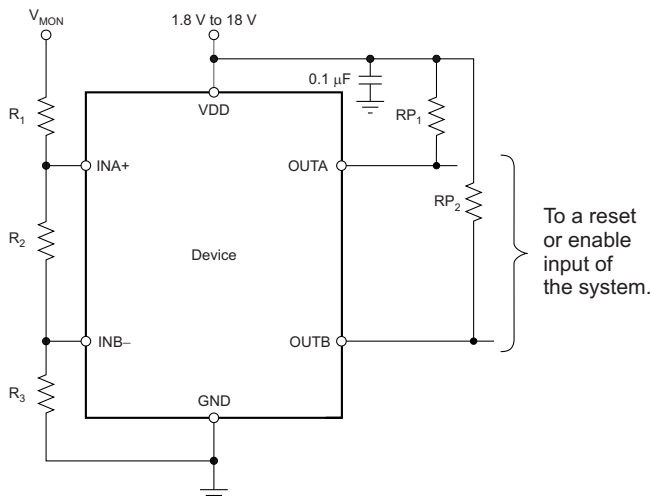 VMON
1.8 V to 18 V
0.1 μF
VDD
R1
RP1
INA+
OUTA
RP2
R2
To a reset
or enable
input of
the system.
Device
INB–
OUTB
R3
GND